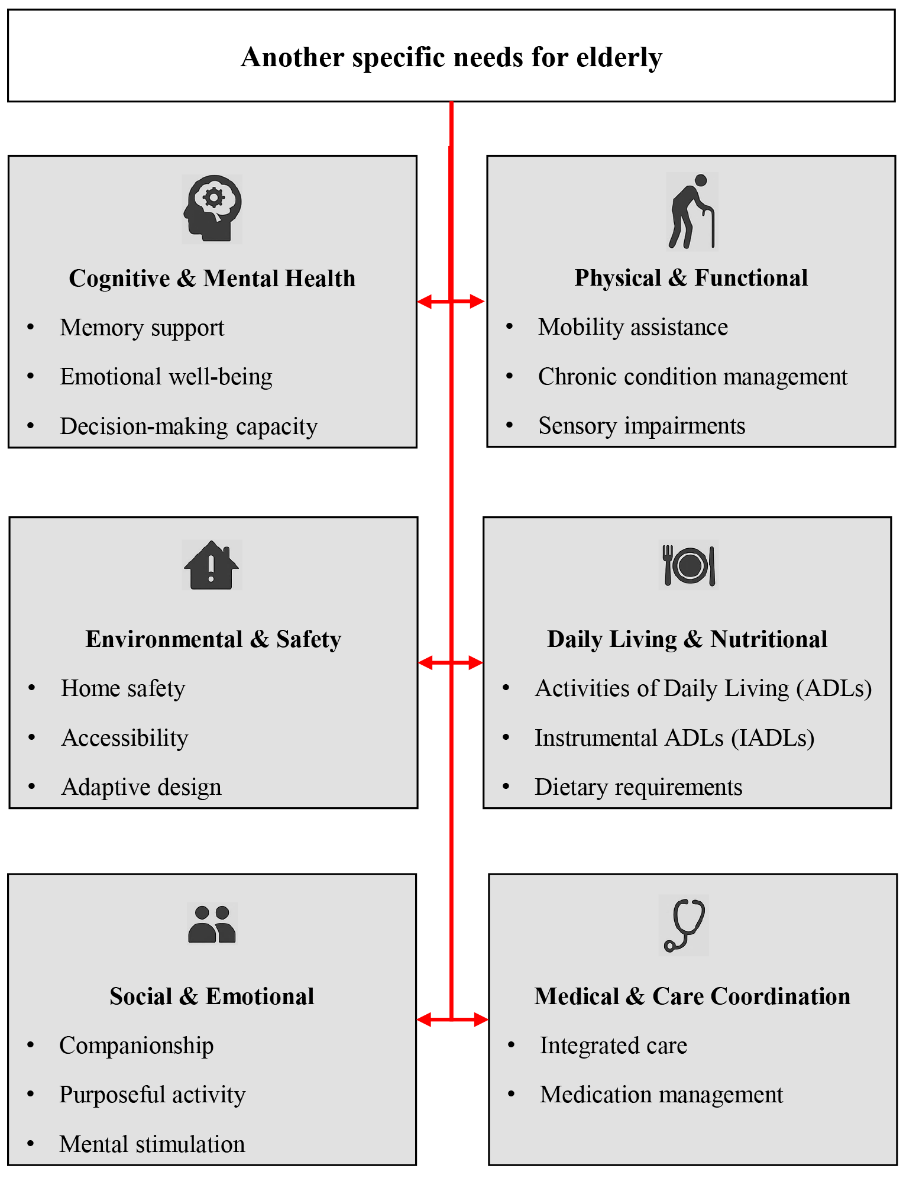 Another specific needs for elderly
Cognitive & Mental Health
• Memory support
• Emotional well-being
• Decision-making capacity
Physical & Functional
• Mobility assistance
• Chronic condition management
• Sensory impairments
Environmental & Safety
• Home safety
• Accessibility
• Adaptive design
Daily Living & Nutritional
• Activities of Daily Living (ADLs)
• Instrumental ADLs (IADLs)
• Dietary requirements
Social & Emotional
• Companionship
• Purposeful activity
• Mental stimulation
Medical & Care Coordination
• Integrated care
• Medication management